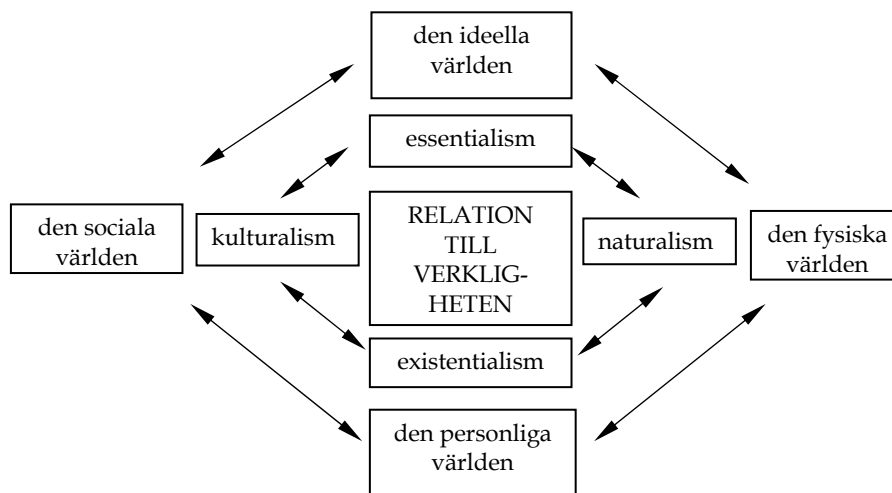 den ideella
världen
essentialism
den sociala
världen
kulturalism
RELATION
TILL
VERKLIG-
HETEN
naturalism
den fysiska
världen
existentialism
den personliga
världen